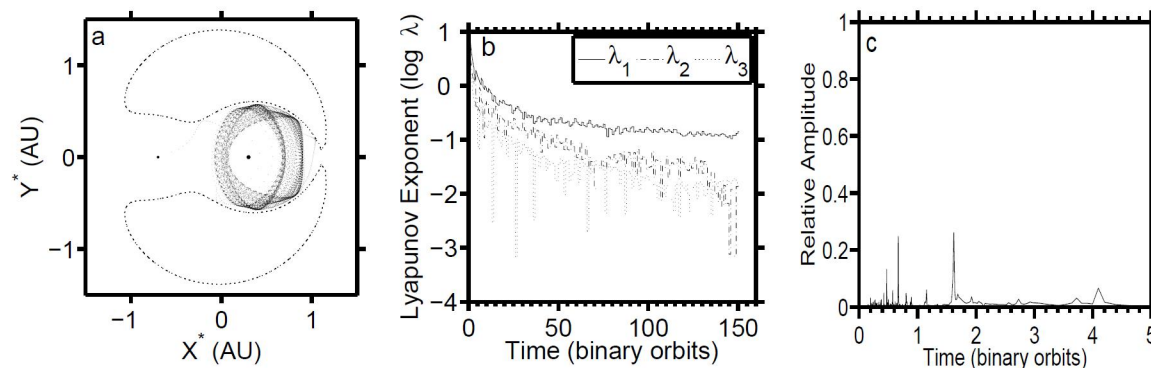 a
1
0
−1
Y* (AU)
−1
0
1
X* (AU)
b
λ1 λ2 λ3
1
0
−1
−2
−3
−4
Lyapunov Exponent (log λ)
0
50
100
150
Time (binary orbits)
c
1
0.8
0.6
0.4
0.2
0
Relative Amplitude
0
1
2
3
4
5
Time (binary orbits)